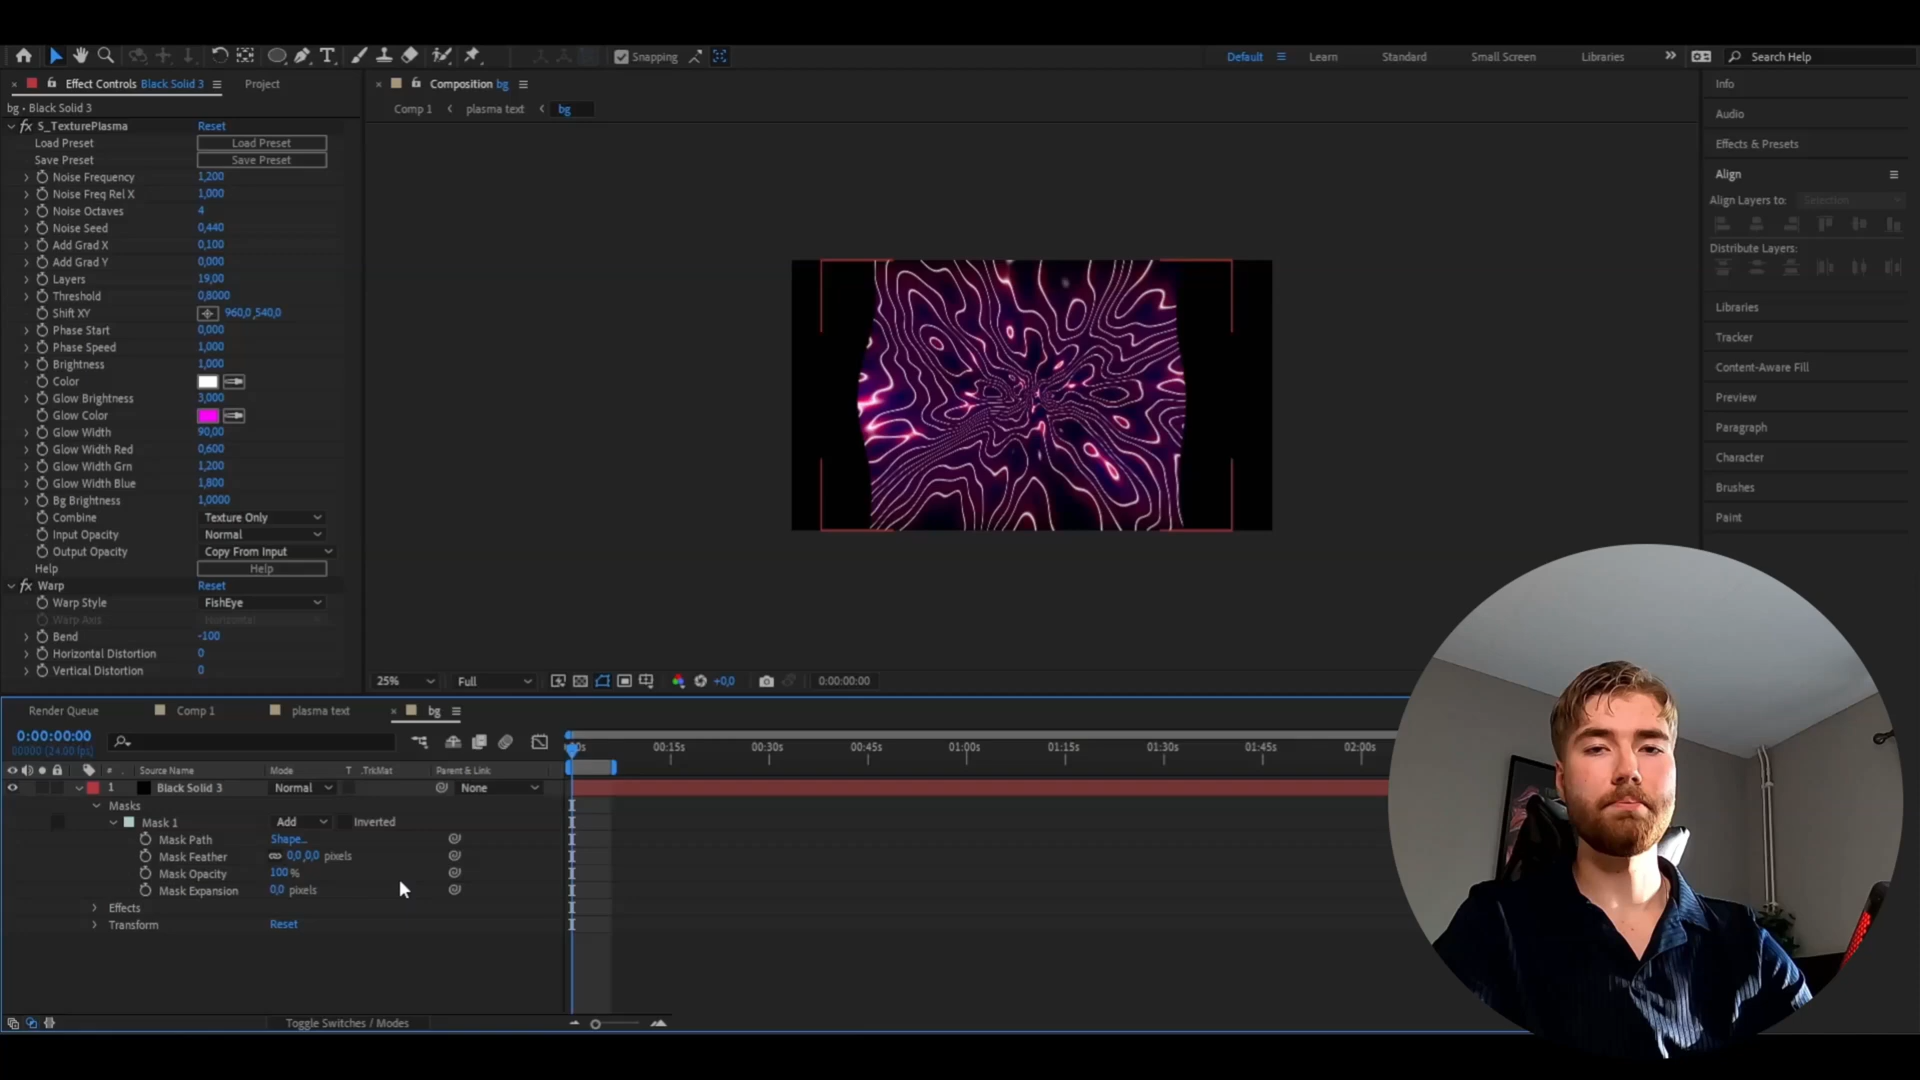 Snapping
Default
Learn
Standard
Small Screen
Libraries
Search Help
Effect Controls Black Solid 3
Project
Composition bg
Info
bg • Black Solid 3
Comp 1
plasma text
bg
Audio
S_TexturePlasma Reset
Load Preset Load Preset
Effects & Presets
Save Preset Save Preset
Noise Frequency 1,200
Align
Noise Freq Rel X 1,000
Align Layers to: Selection
Noise Octaves 4
Noise Seed 0,440
Add Grad X 0,100
Distribute Layers:
Add Grad Y 0,000
Layers 19,00
Threshold 0,8000
Libraries
Shift XY 960,0 ,540,0
Phase Start 0,000
Tracker
Phase Speed 1,000
Brightness 1,000
Content-Aware Fill
Color
Glow Brightness 3,000
Preview
Glow Color
Glow Width 90,00
Paragraph
Glow Width Red 0,600
Character
Glow Width Grn 1,200
Glow Width Blue 1,800
Brushes
Bg Brightness 1,0000
Combine Texture Only
Paint
Input Opacity Normal
Output Opacity Copy From Input
Help Help
Warp Reset
Warp Style FishEye
Warp Axis Horizontal
Bend -100
Horizontal Distortion 0
Vertical Distortion 0
25% Full +0,0 0:00:00:00
Render Queue
Comp 1
plasma text
bg
0:00:00:00
00000 (24.00 fps)
00:15s 00:30s 00:45s 01:00s 01:15s 01:30s 01:45s 02:00s
# Source Name Mode T .TrkMat Parent & Link
1 Black Solid 3 Normal None
Masks
Mask 1 Add Inverted
Mask Path Shape...
Mask Feather 0,0 ,0,0 pixels
Mask Opacity 100 %
Mask Expansion 0,0 pixels
Effects
Transform Reset
Toggle Switches / Modes